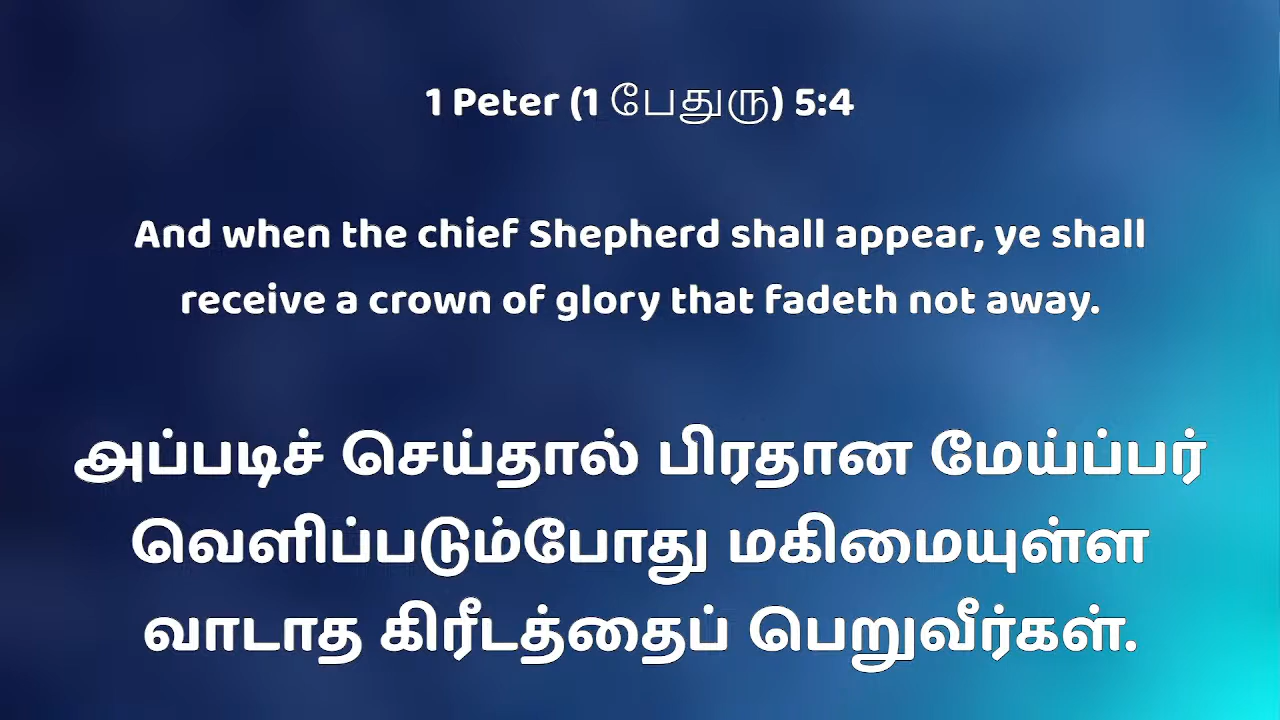 1 Peter (1 பேதுரு) 5:4
And when the chief Shepherd shall appear, ye shall
receive a crown of glory that fadeth not away.
அப்படிச் செய்தால் பிரதான மேய்ப்பர்
வெளிப்படும்போது மகிமையுள்ள
வாடாத கிரீடத்தைப் பெறுவீர்கள்.